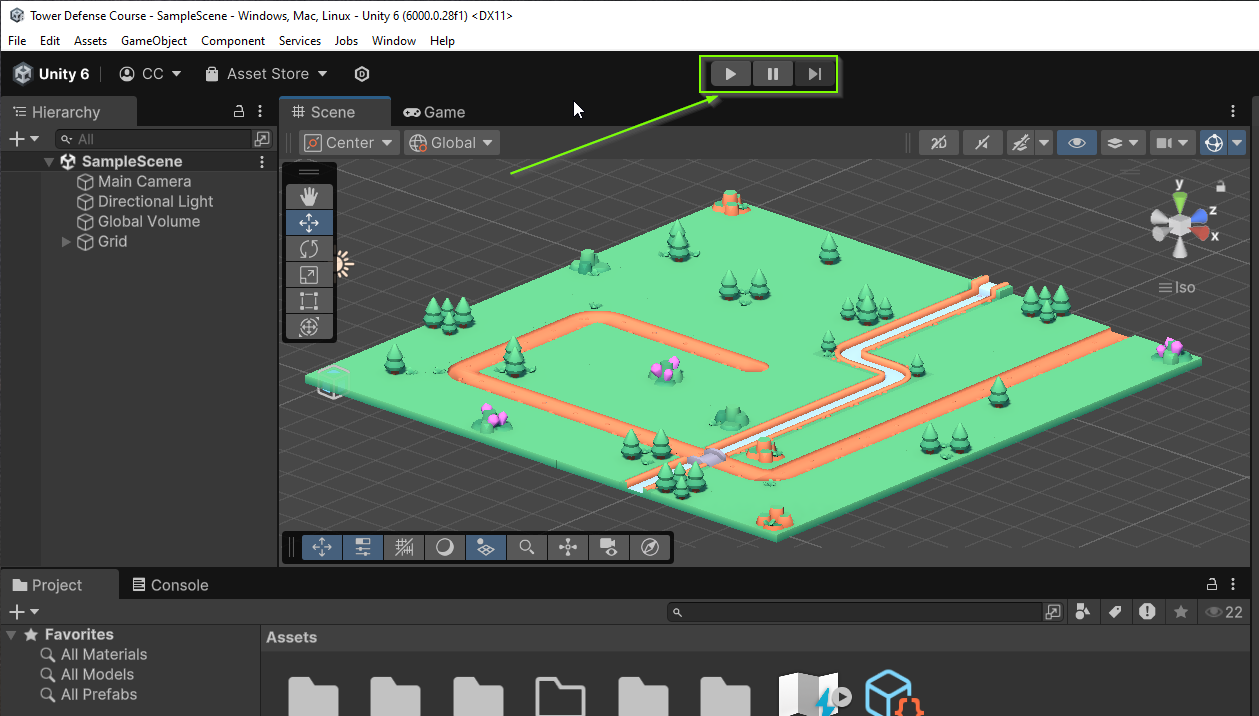 Tower Defense Course - SampleScene - Windows, Mac, Linux - Unity 6 (6000.0.28f1) <DX11>
File Edit Assets GameObject Component Services Jobs Window Help
Unity 6 CC Asset Store
Hierarchy
All
SampleScene
Main Camera
Directional Light
Global Volume
Grid
Scene Game
Center Global 2D
y
z
x
Iso
Project Console
22
Favorites
All Materials
All Models
All Prefabs
Assets